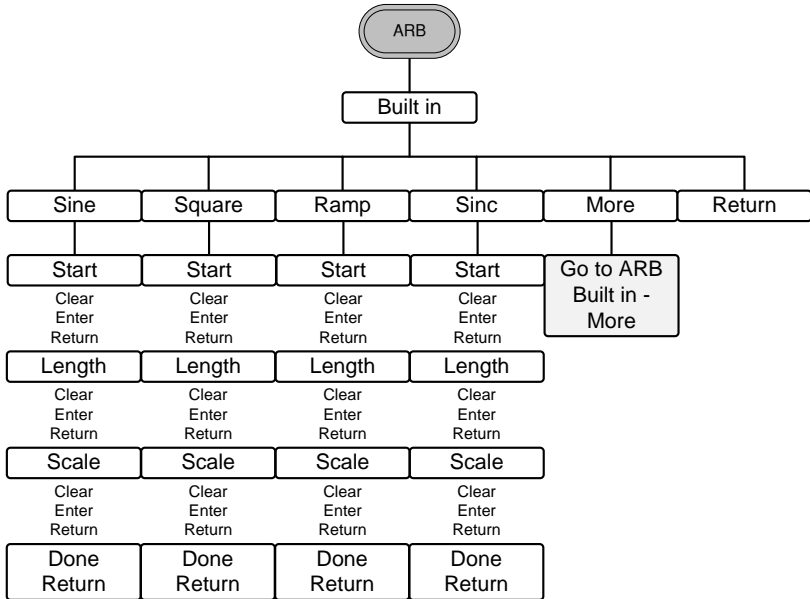 ARB
Built in
Sine Square Ramp Sinc More Return
Start Start Start Start Go to ARB
Built in -
More
Clear Clear Clear Clear
Enter Enter Enter Enter
Return Return Return Return
Length Length Length Length
Clear Clear Clear Clear
Enter Enter Enter Enter
Return Return Return Return
Scale Scale Scale Scale
Clear Clear Clear Clear
Enter Enter Enter Enter
Return Return Return Return
Done Done Done Done
Return Return Return Return